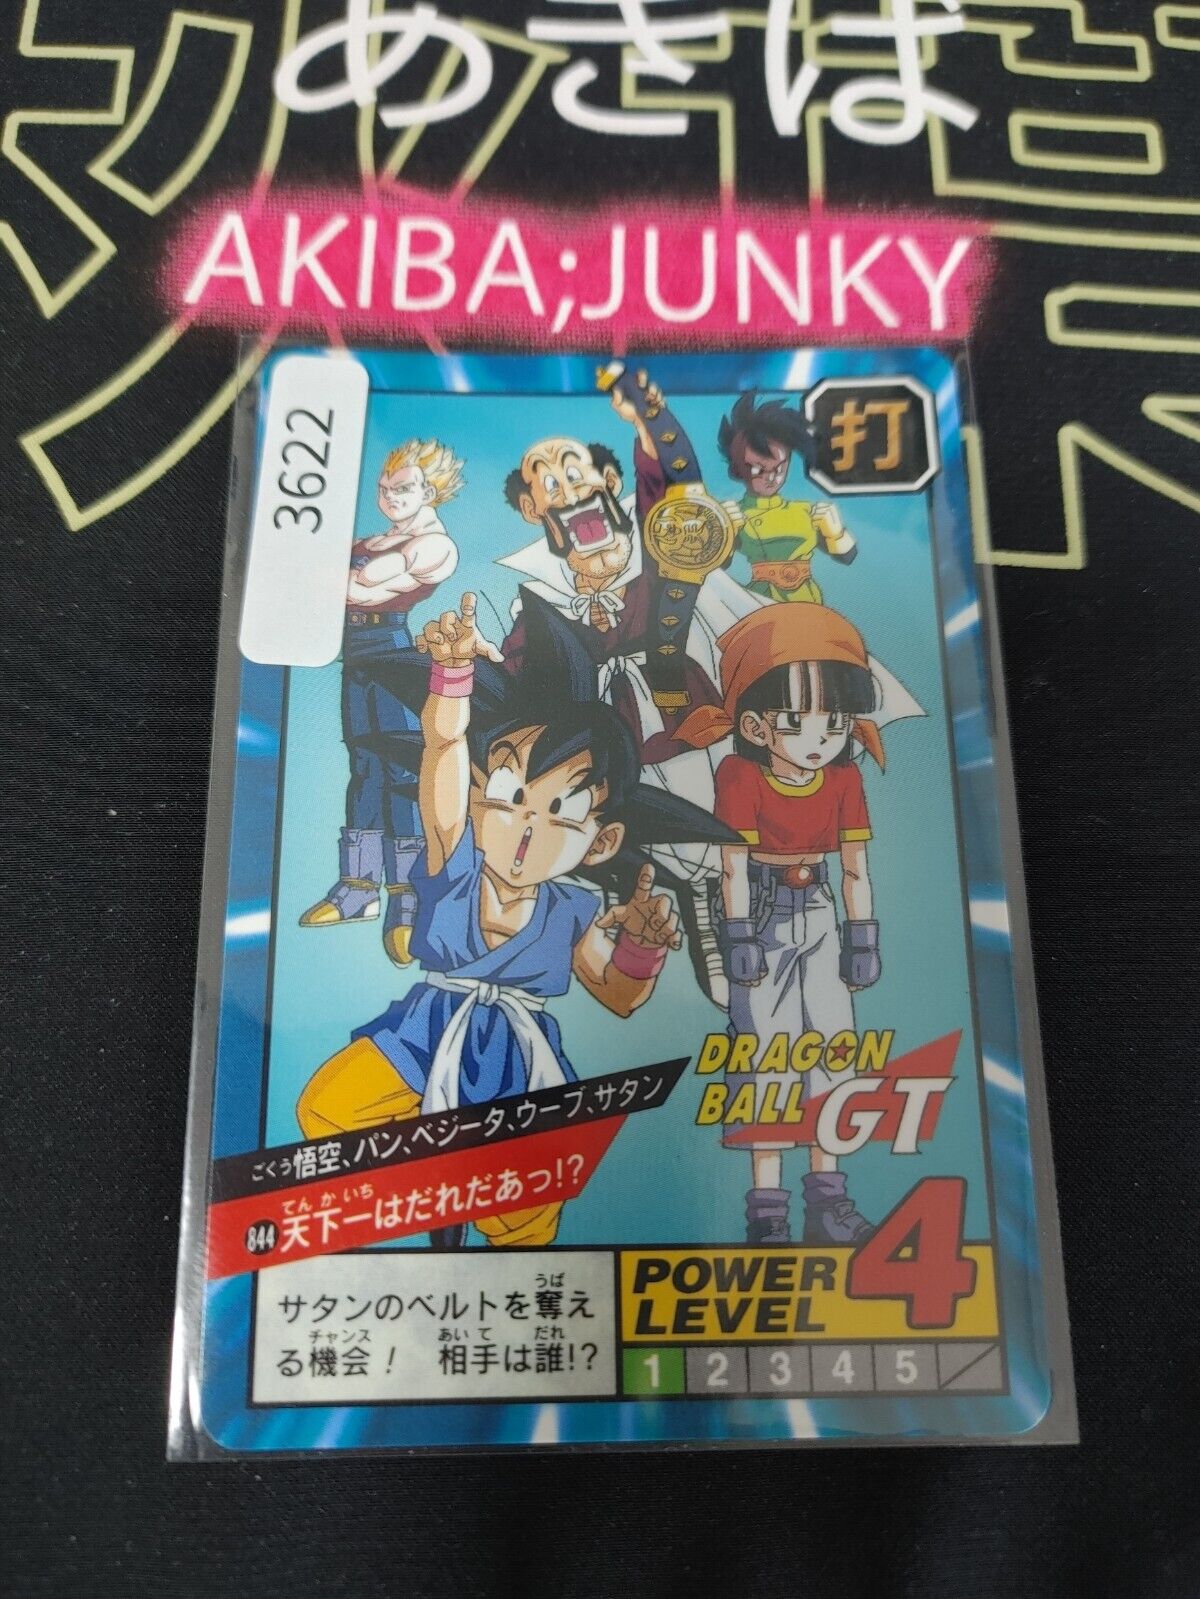 あきば
AKIBA;JUNKY
3622
打
DRAGON
BALL GT
ごくう
悟空、パン、ベジータ、ウーブ、サタン
てんかいち
844 天下一はだれだあっ!?
うば
サタンのベルトを奪え
チャンス あいて だれ
る機会! 相手は誰!?
POWER
LEVEL 4
1 2 3 4 5